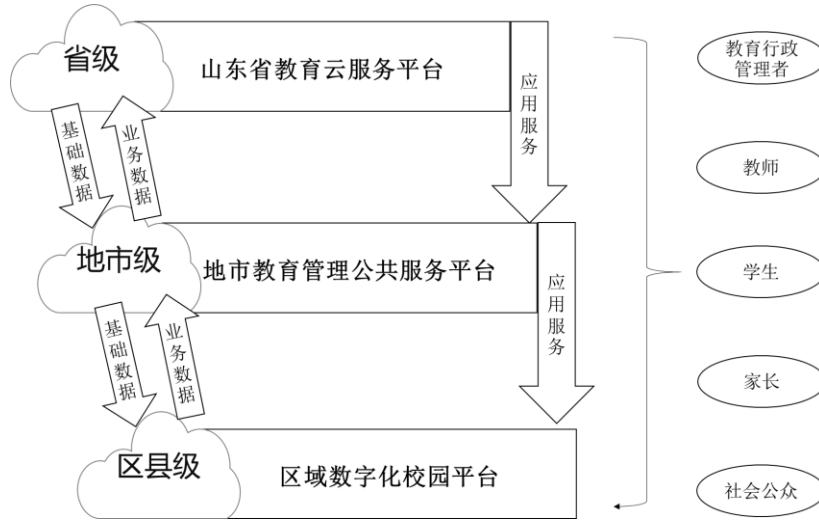 省级
山东省教育云服务平台
应用服务
教育行政
管理者
基础数据
业务数据
教师
地市级
地市教育管理公共服务平台
应用服务
学生
基础数据
业务数据
家长
区县级
区域数字化校园平台
社会公众